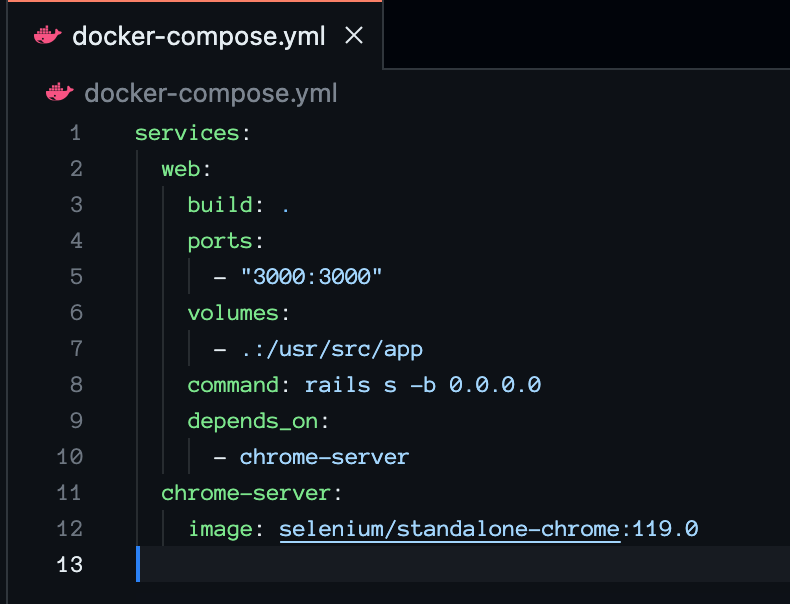 docker-compose.yml
docker-compose.yml
1 services:
2   web:
3     build: .
4     ports:
5       - "3000:3000"
6     volumes:
7       - .:/usr/src/app
8     command: rails s -b 0.0.0.0
9     depends_on:
10       - chrome-server
11   chrome-server:
12     image: selenium/standalone-chrome:119.0
13